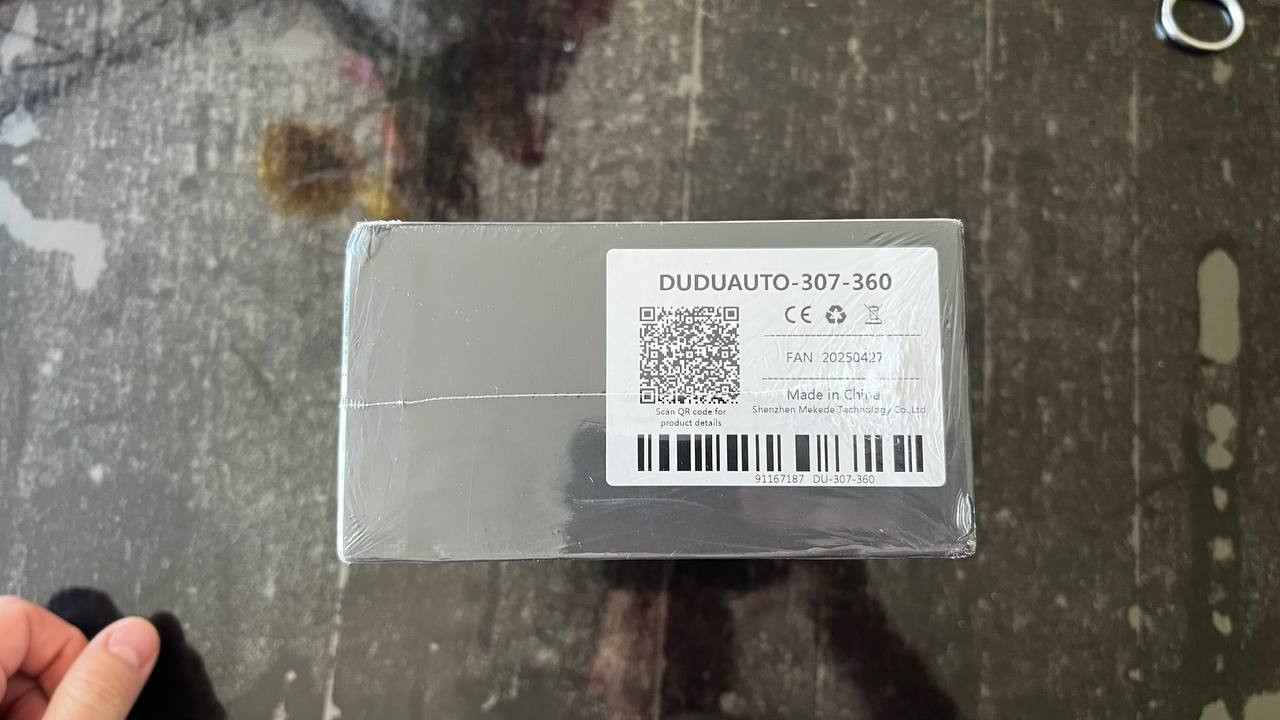 DUDUAUTO-307-360
CE
FAN 20250427
Made in China
Shenzhen Mekede Technology Co.,Ltd
Scan QR code for
product details
91167187 DU-307-360